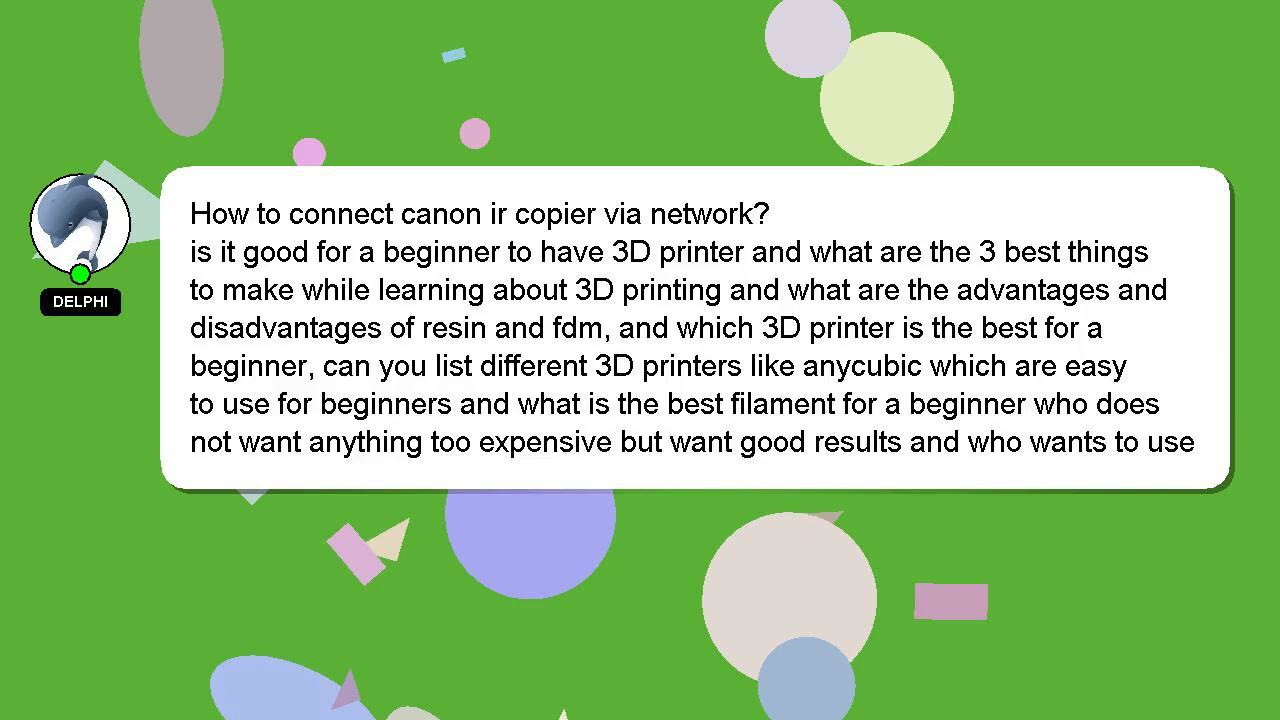 How to connect canon ir copier via network?
is it good for a beginner to have 3D printer and what are the 3 best things
to make while learning about 3D printing and what are the advantages and
disadvantages of resin and fdm, and which 3D printer is the best for a
beginner, can you list different 3D printers like anycubic which are easy
to use for beginners and what is the best filament for a beginner who does
not want anything too expensive but want good results and who wants to use
DELPHI